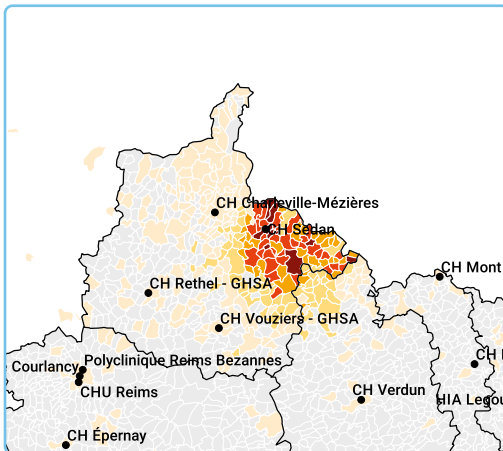 CH Charleville-Mézières
CH Sedan
CH Mont
CH Rethel - GHSA
CH Vouziers - GHSA
Polyclinique Reims Bezannes
Courlancy
CHU Reims
CH Verdun
HIA Legou
CH Épernay